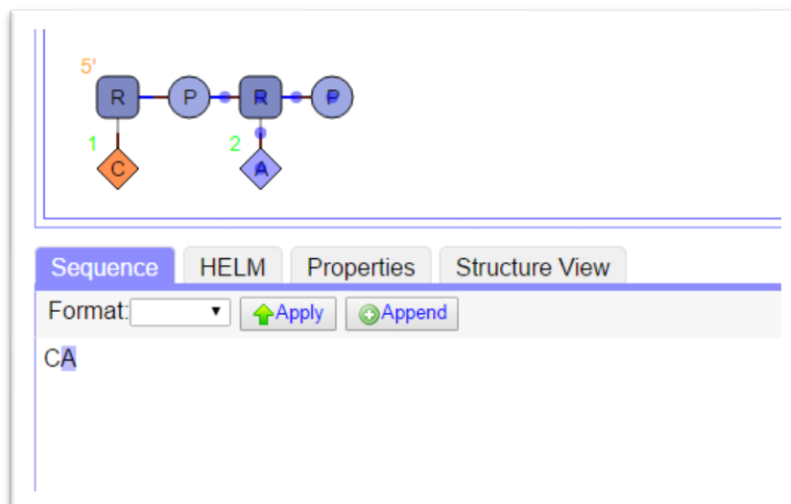 5'
R P R P
1 2
C A
Sequence HELM Properties Structure View
Format: Apply Append
CA